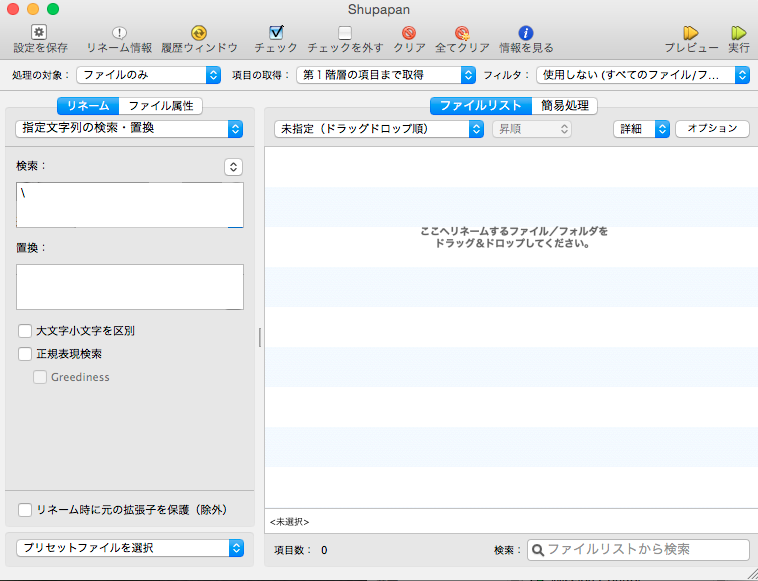 Shupapan
設定を保存 リネーム情報 履歴ウィンドウ チェック チェックを外す クリア 全てクリア 情報を見る プレビュー 実行
処理の対象： ファイルのみ 項目の取得： 第１階層の項目まで取得 フィルタ： 使用しない (すべてのファイル/フ...
リネーム ファイル属性 ファイルリスト 簡易処理
指定文字列の検索・置換 未指定（ドラッグドロップ順） 昇順 詳細 オプション
検索：
\
ここへリネームするファイル／フォルダを
ドラッグ&ドロップしてください。
置換：
大文字小文字を区別
正規表現検索
Greediness
リネーム時に元の拡張子を保護（除外）
<未選択>
プリセットファイルを選択 項目数： 0 検索： ファイルリストから検索